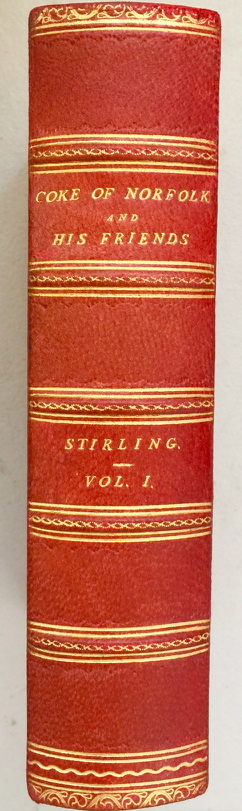 COKE OF NORFOLK
AND
HIS FRIENDS
STIRLING.
VOL. I.